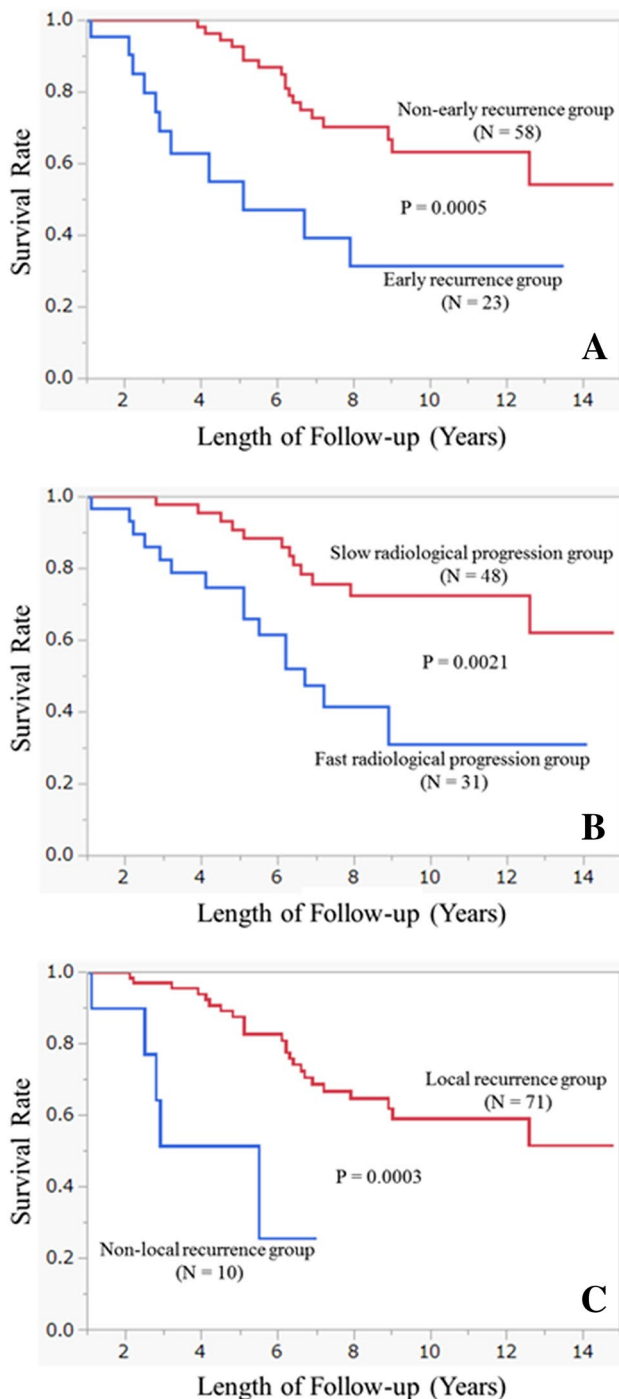 1.0
0.8
0.6
0.4
0.2
0.0
Survival Rate
Non-early recurrence group
(N = 58)
P = 0.0005
Early recurrence group
(N = 23)
A
2 4 6 8 10 12 14
Length of Follow-up (Years)
1.0
0.8
0.6
0.4
0.2
0.0
Survival Rate
Slow radiological progression group
(N = 48)
P = 0.0021
Fast radiological progression group
(N = 31)
B
2 4 6 8 10 12 14
Length of Follow-up (Years)
1.0
0.8
0.6
0.4
0.2
0.0
Survival Rate
Local recurrence group
(N = 71)
P = 0.0003
Non-local recurrence group
(N = 10)
C
2 4 6 8 10 12 14
Length of Follow-up (Years)